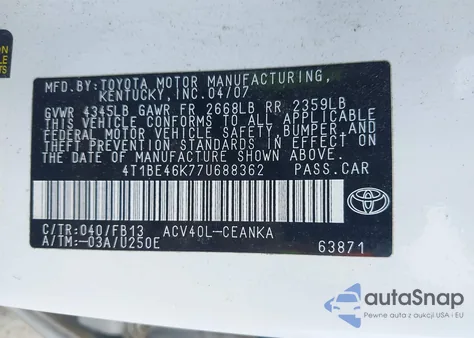 MFD.BY:TOYOTA MOTOR MANUFACTURING,
KENTUCKY, INC.04/07
GVWR 4345LB GAWR FR 2668LB RR 2359LB
THIS VEHICLE CONFORMS TO ALL APPLICABLE
FEDERAL MOTOR VEHICLE SAFETY, BUMPER,
AND THEFT PREVENTION STANDARDS IN EFFECT
ON THE DATE OF MANUFACTURE SHOWN ABOVE.
4T1BE46K77U688362 PASS.CAR
C/TR:040/FB13 ACV40L-CEANKA
A/TM:-03A/U250E 63871
TOYOTA
autoSnap
Pewne auta z aukcji USA i EU